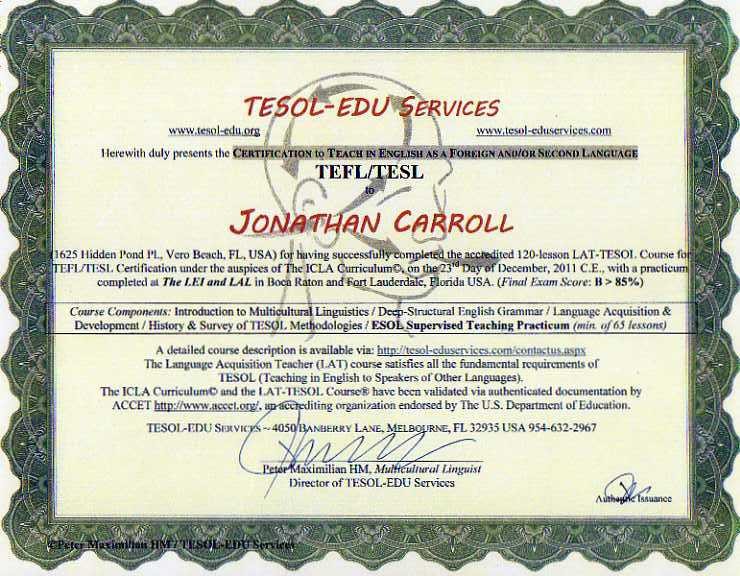 TESOL-EDU SERVICES
www.tesol-edu.org www.tesol-eduservices.com
Herewith duly presents the CERTIFICATION to TEACH IN ENGLISH AS A FOREIGN AND/OR SECOND LANGUAGE
TEFL/TESL
to
JONATHAN CARROLL
(1625 Hidden Pond PL, Vero Beach, FL, USA) for having successfully completed the accredited 120-lesson LAT-TESOL Course for
TEFL/TESL Certification under the auspices of The ICLA Curriculum©, on the 23rd Day of December, 2011 C.E., with a practicum
completed at The LEI and LAL in Boca Raton and Fort Lauderdale, Florida USA. (Final Exam Score: B > 85%)
Course Components: Introduction to Multicultural Linguistics / Deep-Structural English Grammar / Language Acquisition &
Development / History & Survey of TESOL Methodologies / ESOL Supervised Teaching Practicum (min. of 65 lessons)
A detailed course description is available via: http://tesol-eduservices.com/contactus.aspx
The Language Acquisition Teacher (LAT) course satisfies all the fundamental requirements of
TESOL (Teaching in English to Speakers of Other Languages).
The ICLA Curriculum© and the LAT-TESOL Course® have been validated via authenticated documentation by
ACCET http://www.accet.org/, an accrediting organization endorsed by The U.S. Department of Education.
TESOL-EDU SERVICES ~ 4050 BANBERRY LANE, MELBOURNE, FL 32935 USA 954-632-2967
Peter Maximilian HM, Multicultural Linguist
Director of TESOL-EDU Services
Authentic Issuance
©Peter Maximilian HM / TESOL-EDU Services